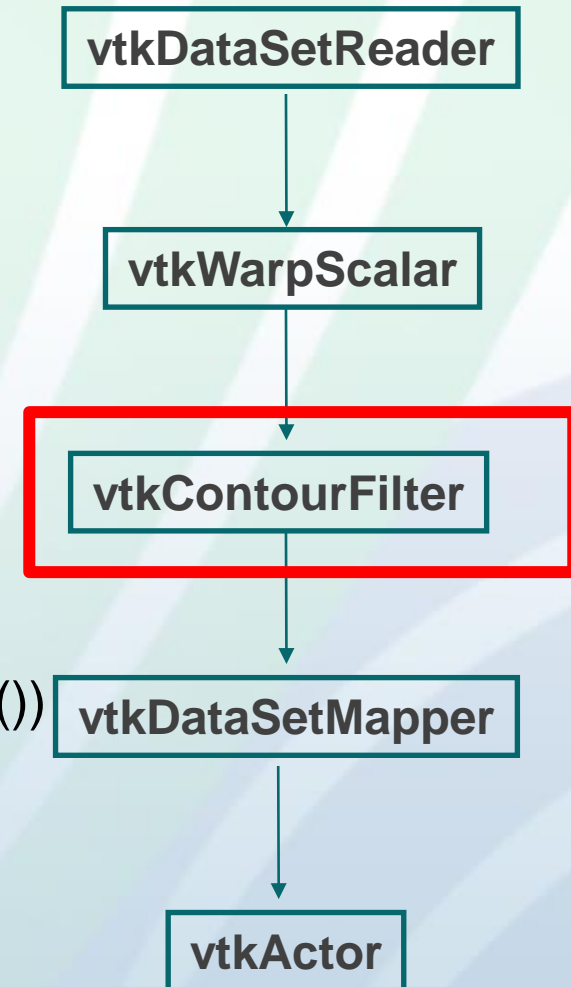 vtkDataSetReader
vtkWarpScalar
vtkContourFilter
()) vtkDataSetMapper
vtkActor